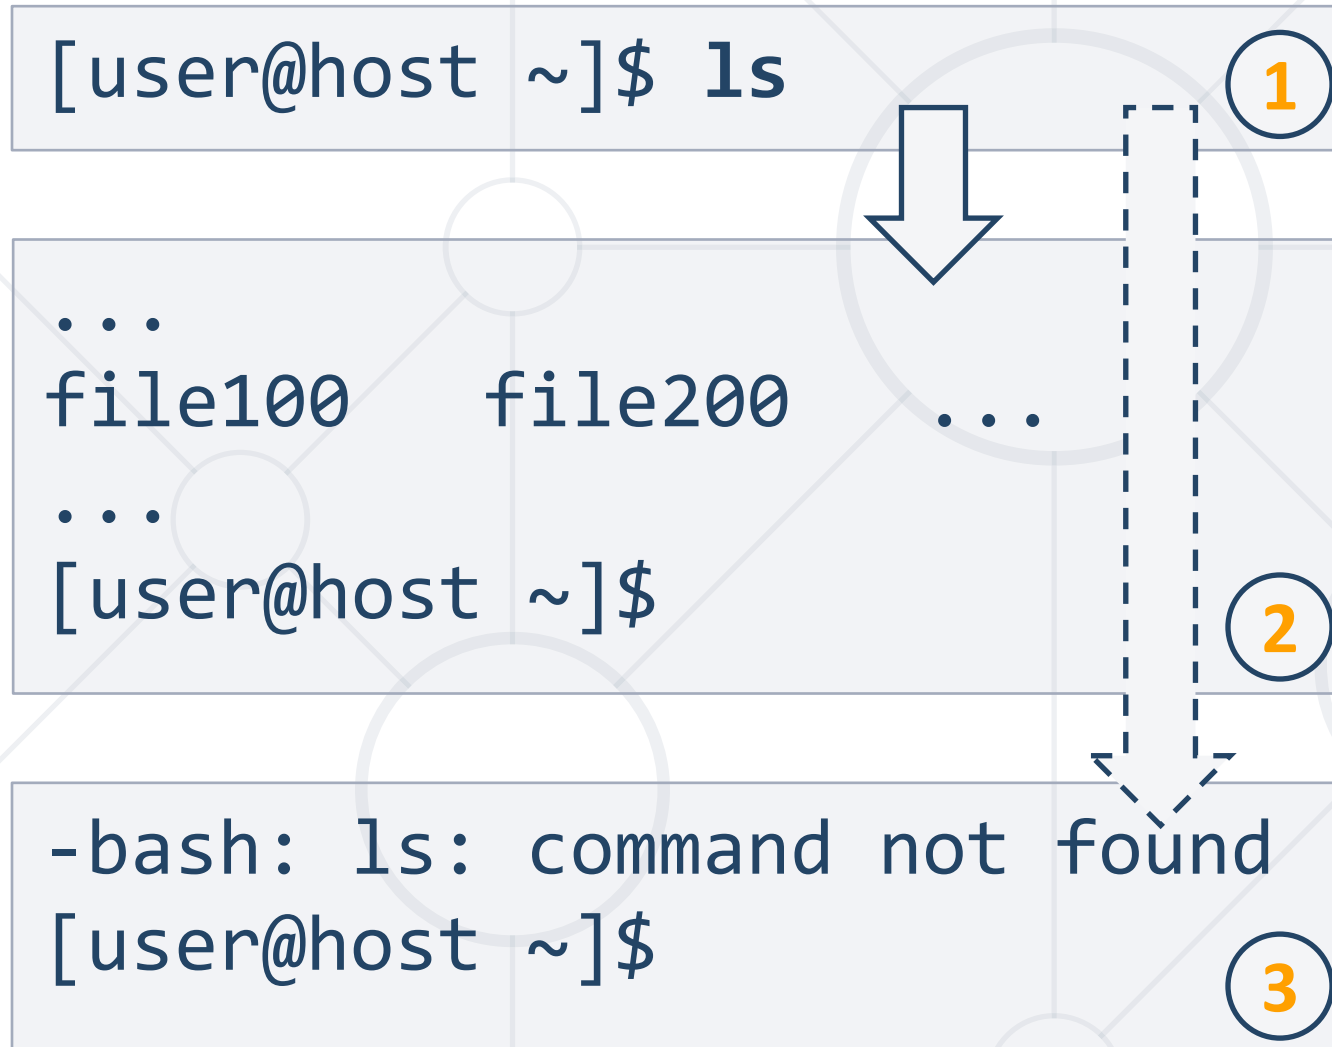 [user@host ~]$ ls
1
...
file100   file200   ...
...
[user@host ~]$
2
-bash: ls: command not found
[user@host ~]$
3